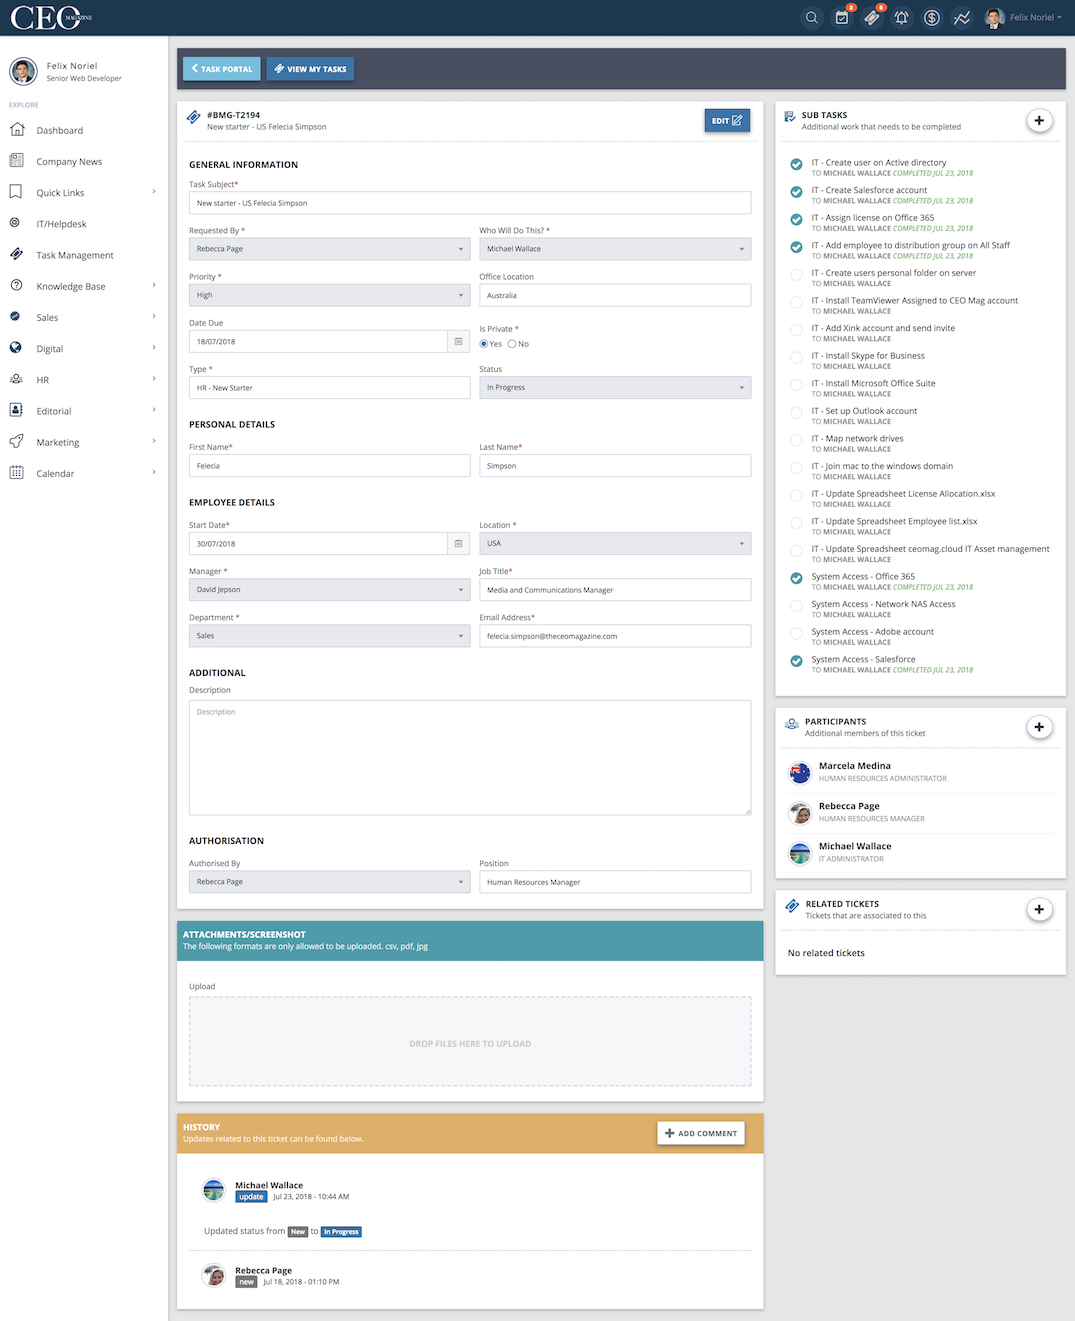 CEO
MAGAZINE
2
6
Felix Noriel
Felix Noriel
Senior Web Developer
EXPLORE
Dashboard
Company News
Quick Links
IT/Helpdesk
Task Management
Knowledge Base
Sales
Digital
HR
Editorial
Marketing
Calendar
TASK PORTAL
VIEW MY TASKS
#BMG-T2194
New starter - US Felecia Simpson
EDIT
GENERAL INFORMATION
Task Subject*
New starter - US Felecia Simpson
Requested By * Who Will Do This? *
Rebecca Page Michael Wallace
Priority * Office Location
High Australia
Date Due Is Private *
18/07/2018 Yes No
Type * Status
HR - New Starter In Progress
PERSONAL DETAILS
First Name* Last Name*
Felecia Simpson
EMPLOYEE DETAILS
Start Date* Location *
30/07/2018 USA
Manager * Job Title*
David Jepson Media and Communications Manager
Department * Email Address*
Sales felecia.simpson@theceomagazine.com
ADDITIONAL
Description
Description
AUTHORISATION
Authorised By Position
Rebecca Page Human Resources Manager
ATTACHMENTS/SCREENSHOT
The following formats are only allowed to be uploaded. csv, pdf, jpg
Upload
DROP FILES HERE TO UPLOAD
HISTORY
Updates related to this ticket can be found below.
ADD COMMENT
Michael Wallace
update Jul 23, 2018 - 10:44 AM
Updated status from New to In Progress
Rebecca Page
new Jul 18, 2018 - 01:10 PM
SUB TASKS
Additional work that needs to be completed
IT - Create user on Active directory
TO MICHAEL WALLACE COMPLETED JUL 23, 2018
IT - Create Salesforce account
TO MICHAEL WALLACE COMPLETED JUL 23, 2018
IT - Assign license on Office 365
TO MICHAEL WALLACE COMPLETED JUL 23, 2018
IT - Add employee to distribution group on All Staff
TO MICHAEL WALLACE COMPLETED JUL 23, 2018
IT - Create users personal folder on server
TO MICHAEL WALLACE
IT - Install TeamViewer Assigned to CEO Mag account
TO MICHAEL WALLACE
IT - Add Xink account and send invite
TO MICHAEL WALLACE
IT - Install Skype for Business
TO MICHAEL WALLACE
IT - Install Microsoft Office Suite
TO MICHAEL WALLACE
IT - Set up Outlook account
TO MICHAEL WALLACE
IT - Map network drives
TO MICHAEL WALLACE
IT - Join mac to the windows domain
TO MICHAEL WALLACE
IT - Update Spreadsheet License Allocation.xlsx
TO MICHAEL WALLACE
IT - Update Spreadsheet Employee list.xlsx
TO MICHAEL WALLACE
IT - Update Spreadsheet ceomag.cloud IT Asset management
TO MICHAEL WALLACE
System Access - Office 365
TO MICHAEL WALLACE COMPLETED JUL 23, 2018
System Access - Network NAS Access
TO MICHAEL WALLACE
System Access - Adobe account
TO MICHAEL WALLACE
System Access - Salesforce
TO MICHAEL WALLACE COMPLETED JUL 23, 2018
PARTICIPANTS
Additional members of this ticket
Marcela Medina
HUMAN RESOURCES ADMINISTRATOR
Rebecca Page
HUMAN RESOURCES MANAGER
Michael Wallace
IT ADMINISTRATOR
RELATED TICKETS
Tickets that are associated to this
No related tickets